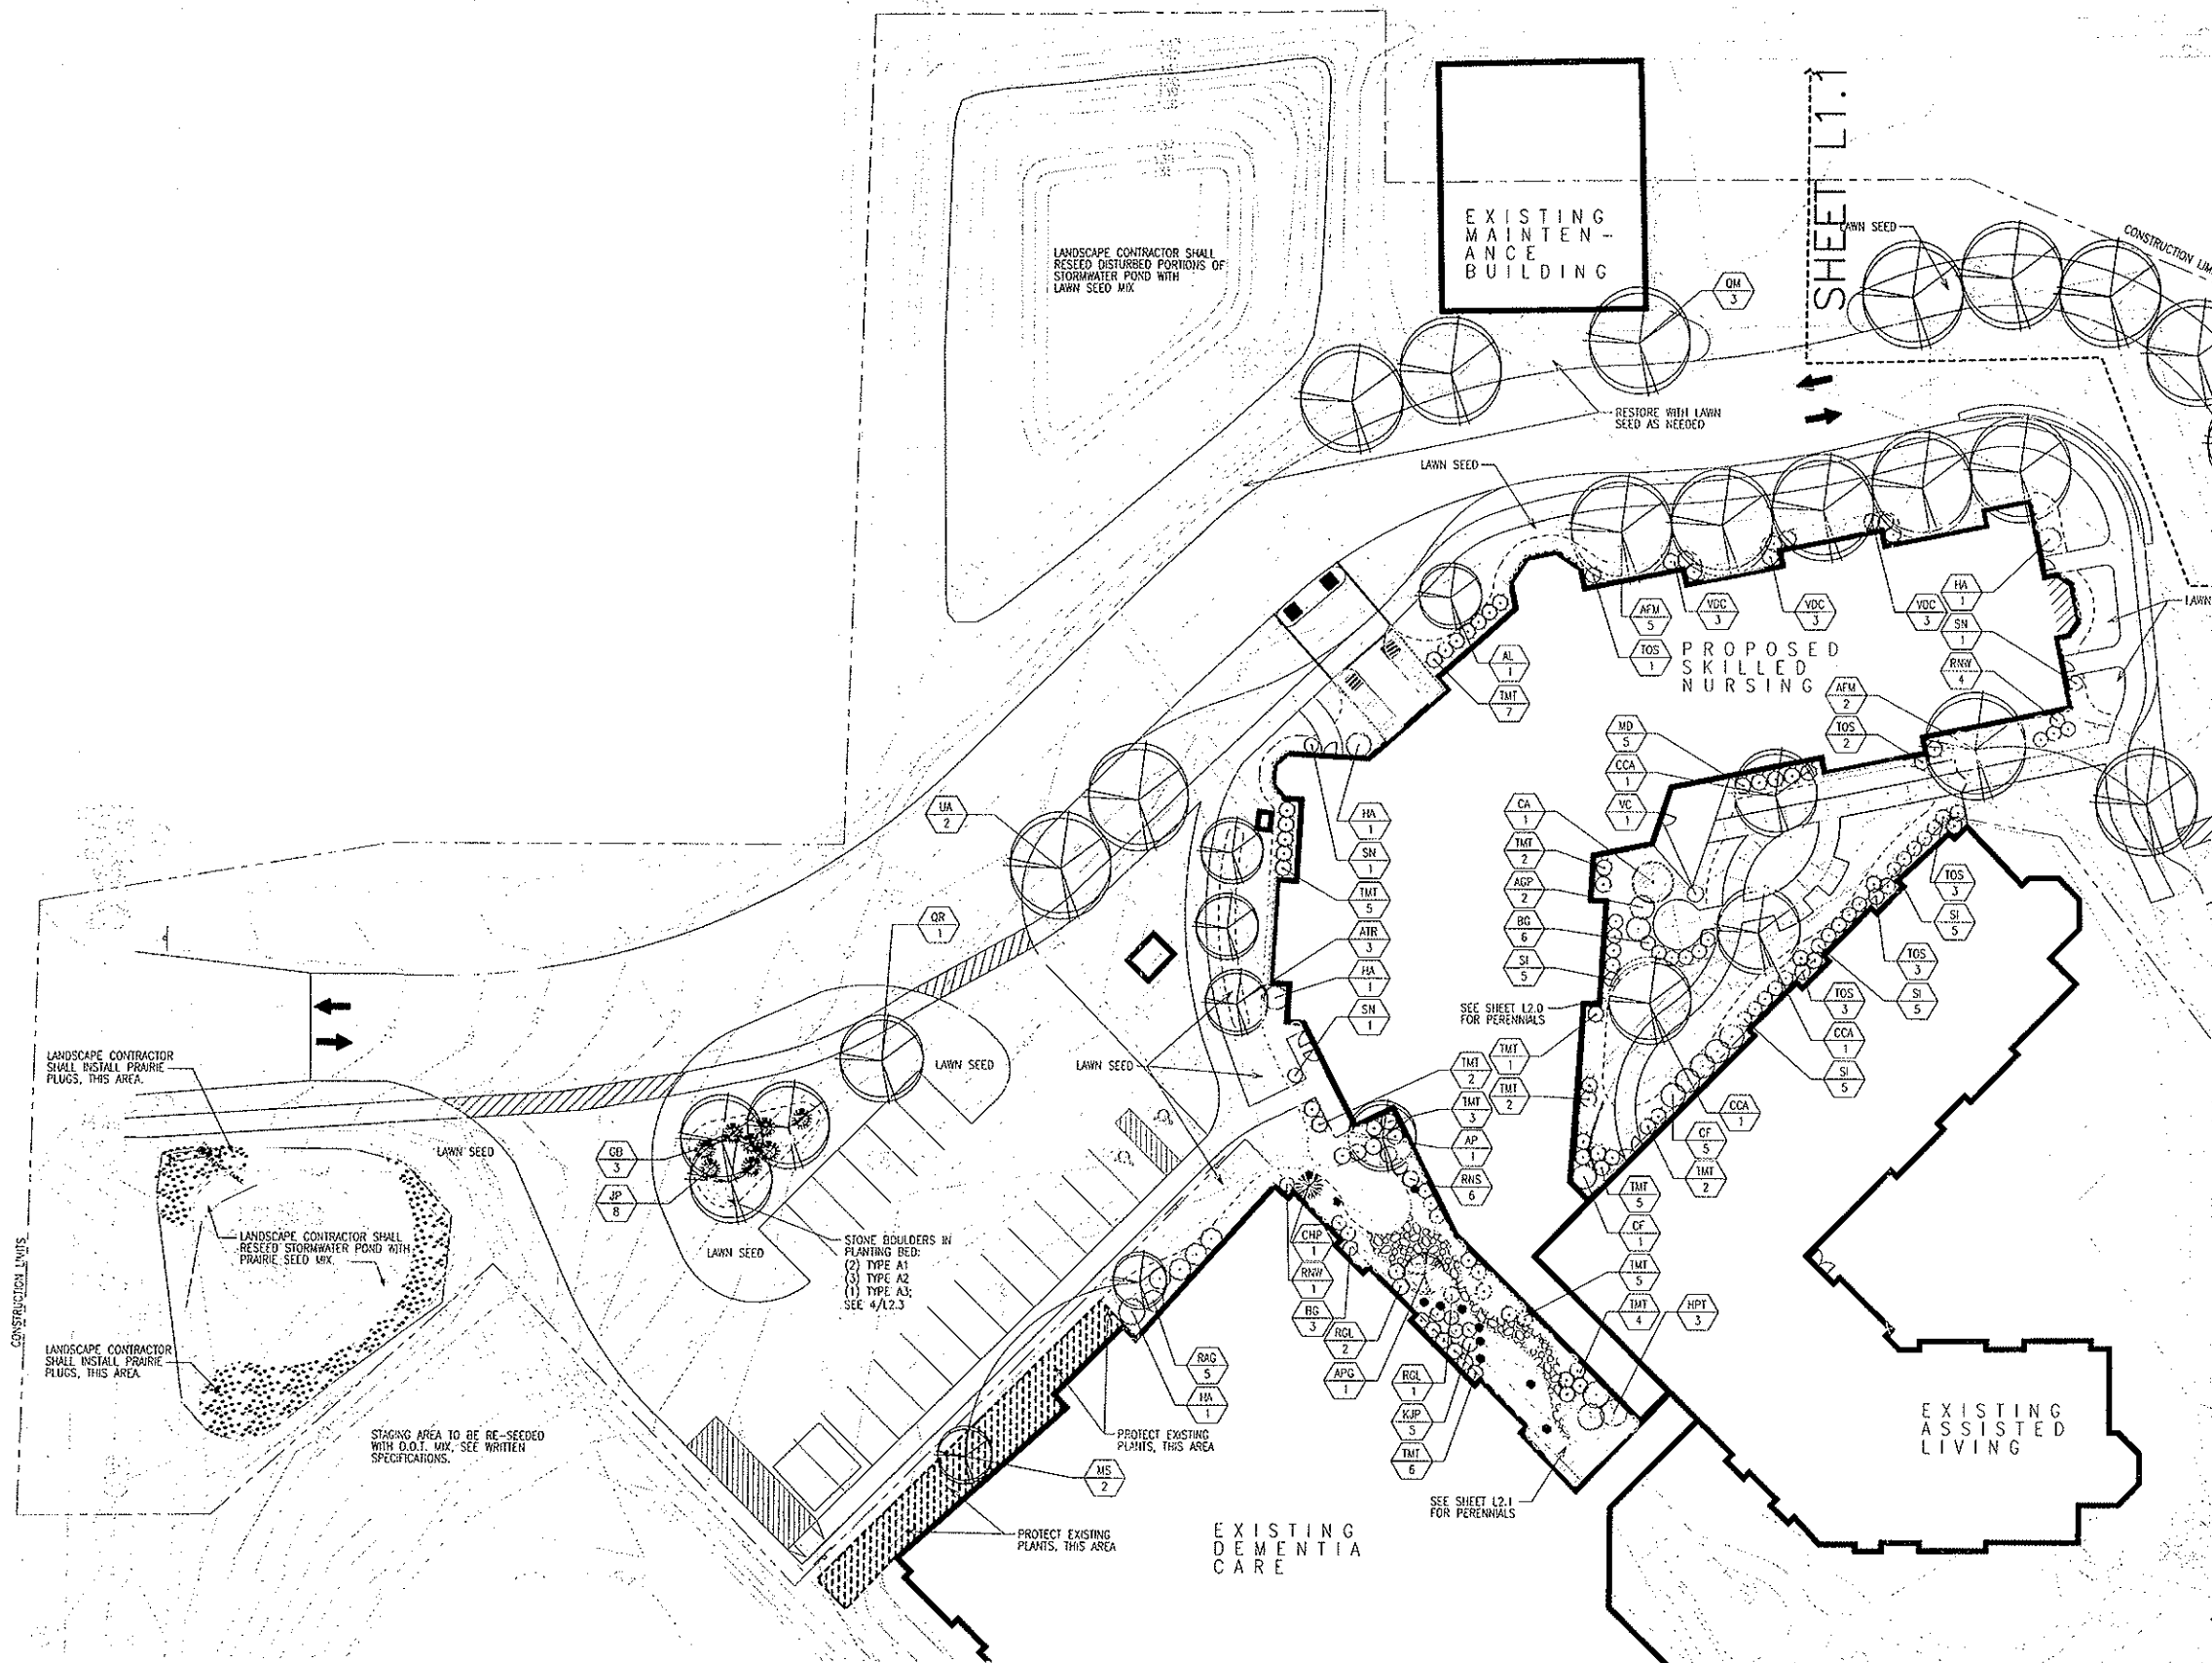 SHEET L1.1
EXISTING
MAINTEN-
ANCE
BUILDING
LANDSCAPE CONTRACTOR SHALL
RESEED DISTURBED PORTIONS OF
STORMWATER POND WITH
LAWN SEED MIX
QM
3
LAWN SEED
CONSTRUCTION
RESTORE WITH LAWN
SEED AS NEEDED
LAWN SEED
AFM
5
VDC
3
VDC
3
VDC
3
HA
1
SN
1
RNW
4
TOS
1
PROPOSED
SKILLED
NURSING
LAWN
AL
1
TMT
7
AFM
2
TOS
2
MD
5
CCA
1
VC
1
CA
1
TMT
2
AGP
2
BG
6
SI
5
SEE SHEET L2.0
FOR PERENNIALS
UA
2
HA
1
SN
1
TMT
5
ATR
3
HA
1
SN
1
QR
1
TOS
3
SI
5
TOS
3
SI
5
TOS
3
CCA
1
SI
5
LANDSCAPE CONTRACTOR
SHALL INSTALL PRAIRIE
PLUGS, THIS AREA.
LAWN SEED
LAWN SEED
TMT
2
TMT
1
TMT
3
TMT
2
AP
1
RNS
6
CCA
1
CF
5
TMT
2
LAWN SEED
GB
3
JP
8
TMT
5
CF
1
TMT
5
TMT
4
HPT
3
LANDSCAPE CONTRACTOR SHALL
RESEED STORMWATER POND WITH
PRAIRIE SEED MIX.
LAWN SEED
STONE BOULDERS IN
PLANTING BED:
(2) TYPE A1
(3) TYPE A2
(1) TYPE A3;
SEE 4/L2.3
CHP
1
RNW
1
BG
3
RGL
2
APG
1
RGL
1
KJP
5
TMT
6
CONSTRUCTION LIMITS
LANDSCAPE CONTRACTOR
SHALL INSTALL PRAIRIE
PLUGS, THIS AREA
RAG
5
HA
1
PROTECT EXISTING
PLANTS, THIS AREA
STAGING AREA TO BE RE-SEEDED
WITH D.O.T. MIX, SEE WRITTEN
SPECIFICATIONS.
MS
2
EXISTING
ASSISTED
LIVING
SEE SHEET L2.1
FOR PERENNIALS
PROTECT EXISTING
PLANTS, THIS AREA
EXISTING
DEMENTIA
CARE